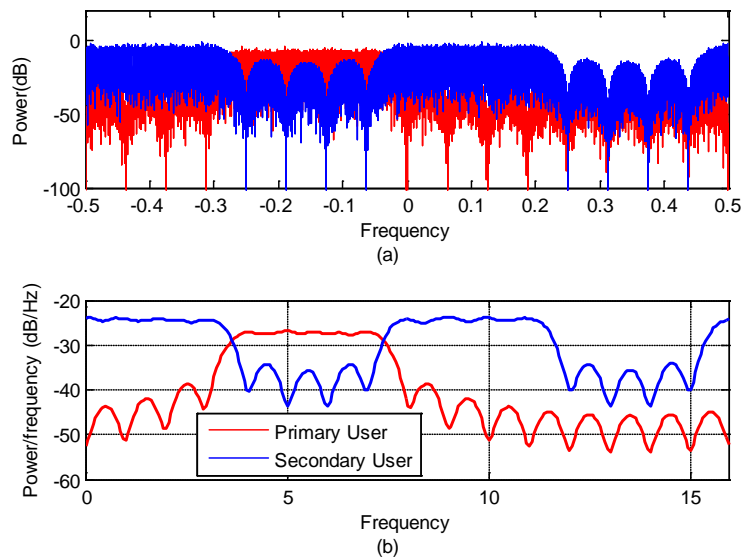 0
-50
-100
Power(dB)
-0.5 -0.4 -0.3 -0.2 -0.1 0 0.1 0.2 0.3 0.4 0.5
Frequency
(a)
-20
-30
-40
-50
-60
Power/frequency (dB/Hz)
Primary User
Secondary User
0 5 10 15
Frequency
(b)